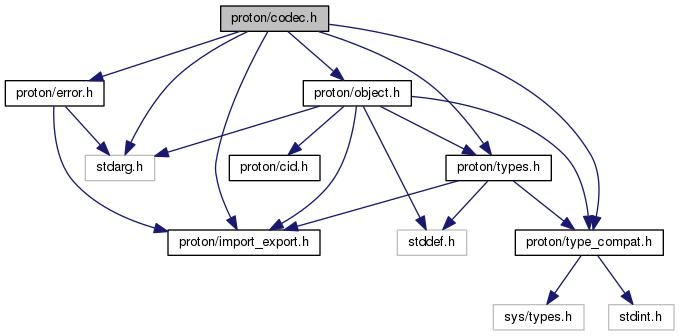 proton/codec.h
proton/error.h
proton/object.h
stdarg.h
proton/cid.h
proton/types.h
proton/import_export.h
stddef.h
proton/type_compat.h
sys/types.h
stdint.h